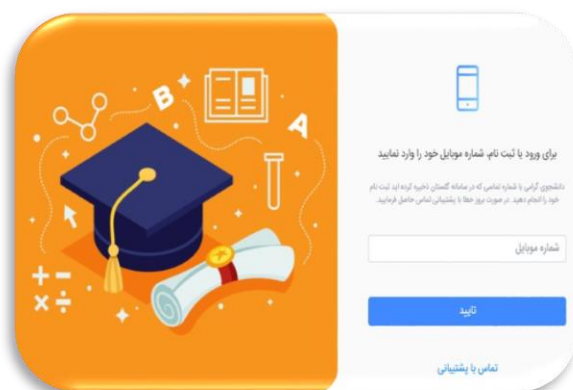 B
A
برای ورود یا ثبت نام، شماره موبایل خود را وارد نمایید
دانشجوی گرامی با شماره تماسی که در سامانه گلستان ذخیره کرده اید ثبت نام
خود را انجام دهید. در صورت بروز خطا با پشتیبانی تماس حاصل فرمایید.
شماره موبایل
تایید
تماس با پشتیبانی